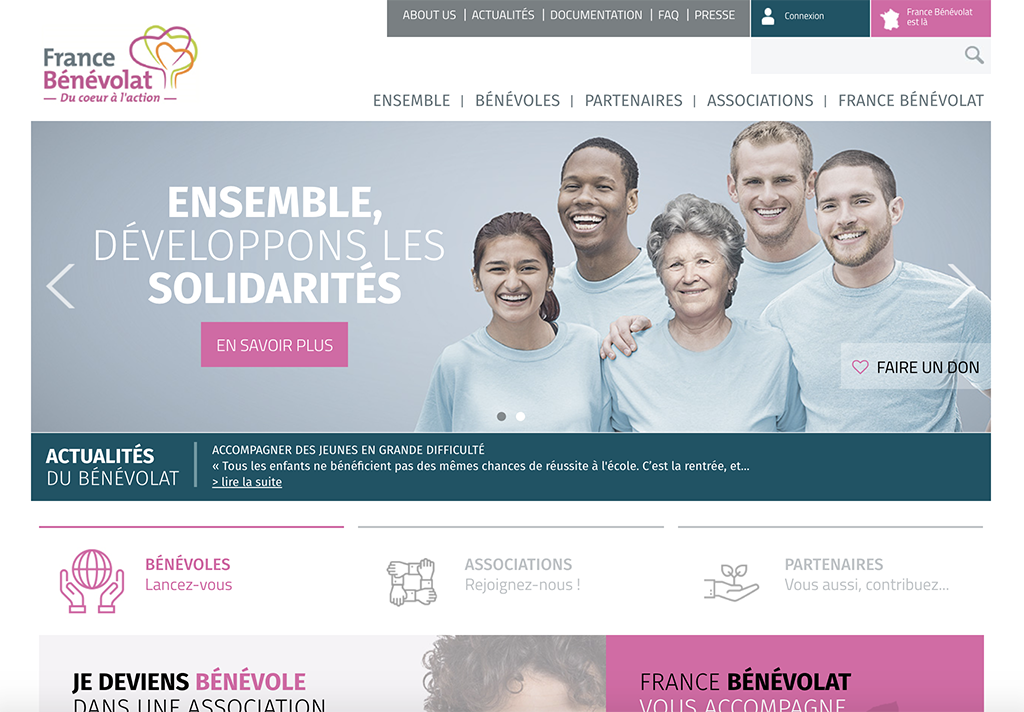 ABOUT US | ACTUALITÉS | DOCUMENTATION | FAQ | PRESSE
Connexion
France Bénévolat
est là
France
Bénévolat
Du coeur à l'action
ENSEMBLE | BÉNÉVOLES | PARTENAIRES | ASSOCIATIONS | FRANCE BÉNÉVOLAT
ENSEMBLE,
DÉVELOPPONS LES
SOLIDARITÉS
EN SAVOIR PLUS
FAIRE UN DON
ACTUALITÉS
DU BÉNÉVOLAT
ACCOMPAGNER DES JEUNES EN GRANDE DIFFICULTÉ
« Tous les enfants ne bénéficient pas des mêmes chances de réussite à l'école. C'est la rentrée, et...
> lire la suite
BÉNÉVOLES
Lancez-vous
ASSOCIATIONS
Rejoignez-nous !
PARTENAIRES
Vous aussi, contribuez...
JE DEVIENS BÉNÉVOLE
DANS UNE ASSOCIATION
FRANCE BÉNÉVOLAT
VOUS ACCOMPAGNE